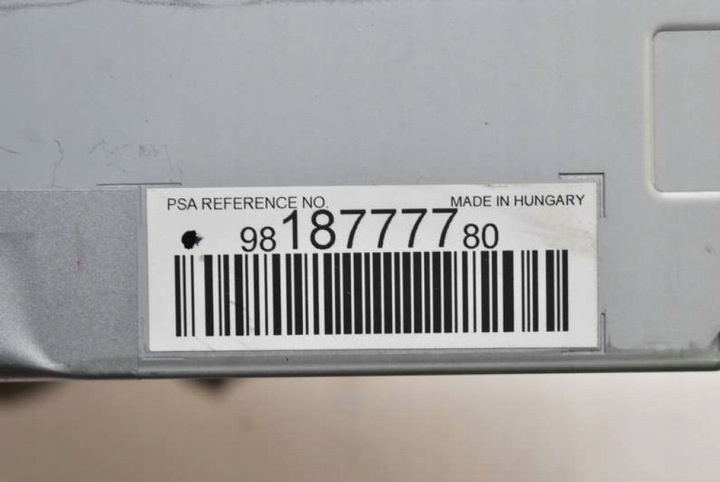 PSA REFERENCE NO. MADE IN HUNGARY
9818777780